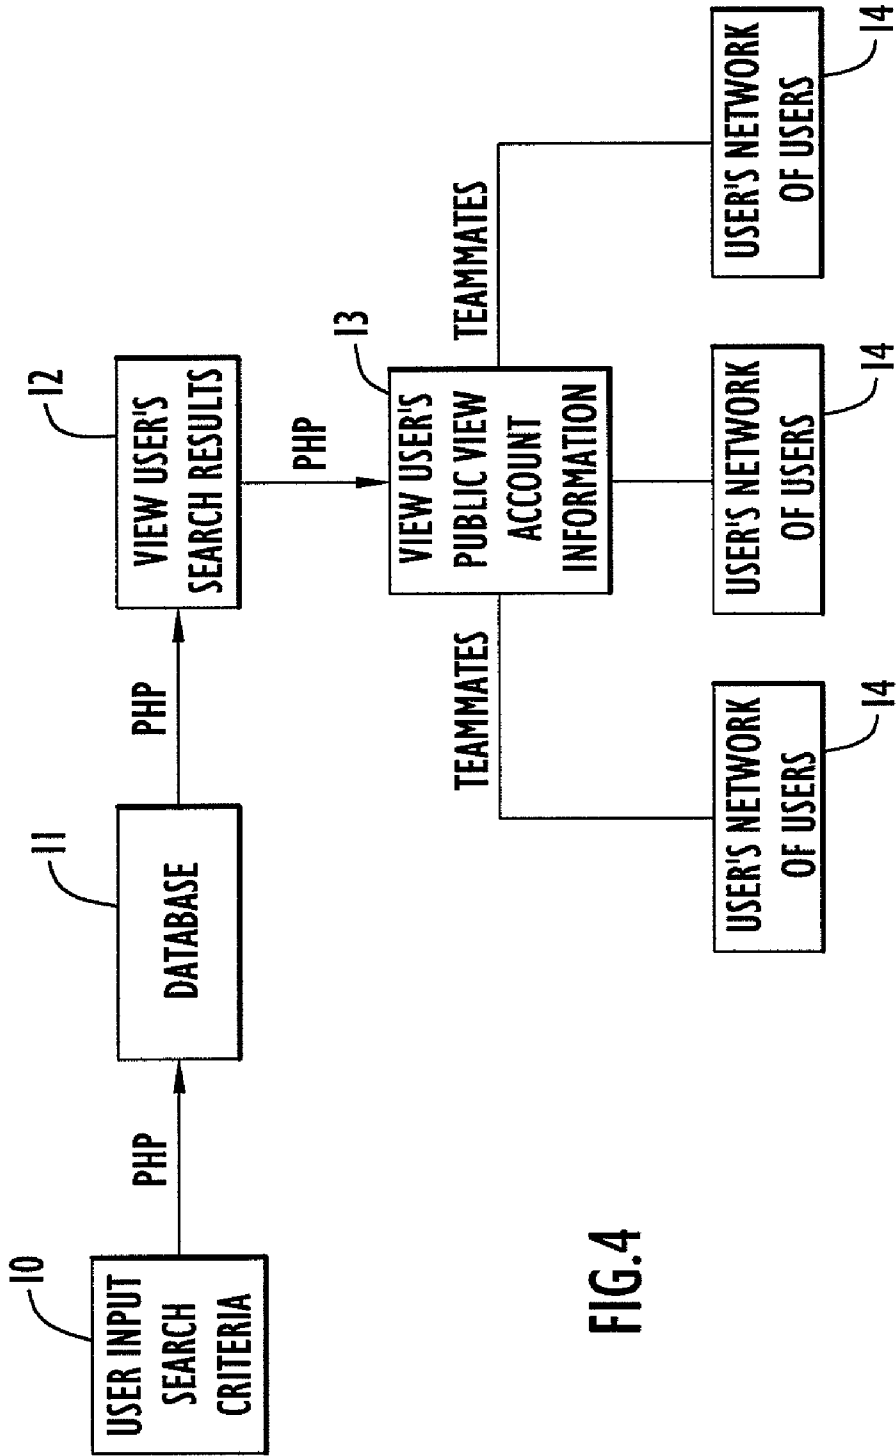 10
USER INPUT
SEARCH
CRITERIA
PHP
11
DATABASE
PHP
12
VIEW USER'S
SEARCH RESULTS
PHP
13
VIEW USER'S
PUBLIC VIEW
ACCOUNT
INFORMATION
TEAMMATES
TEAMMATES
USER'S NETWORK
OF USERS
14
USER'S NETWORK
OF USERS
14
USER'S NETWORK
OF USERS
14
FIG.4